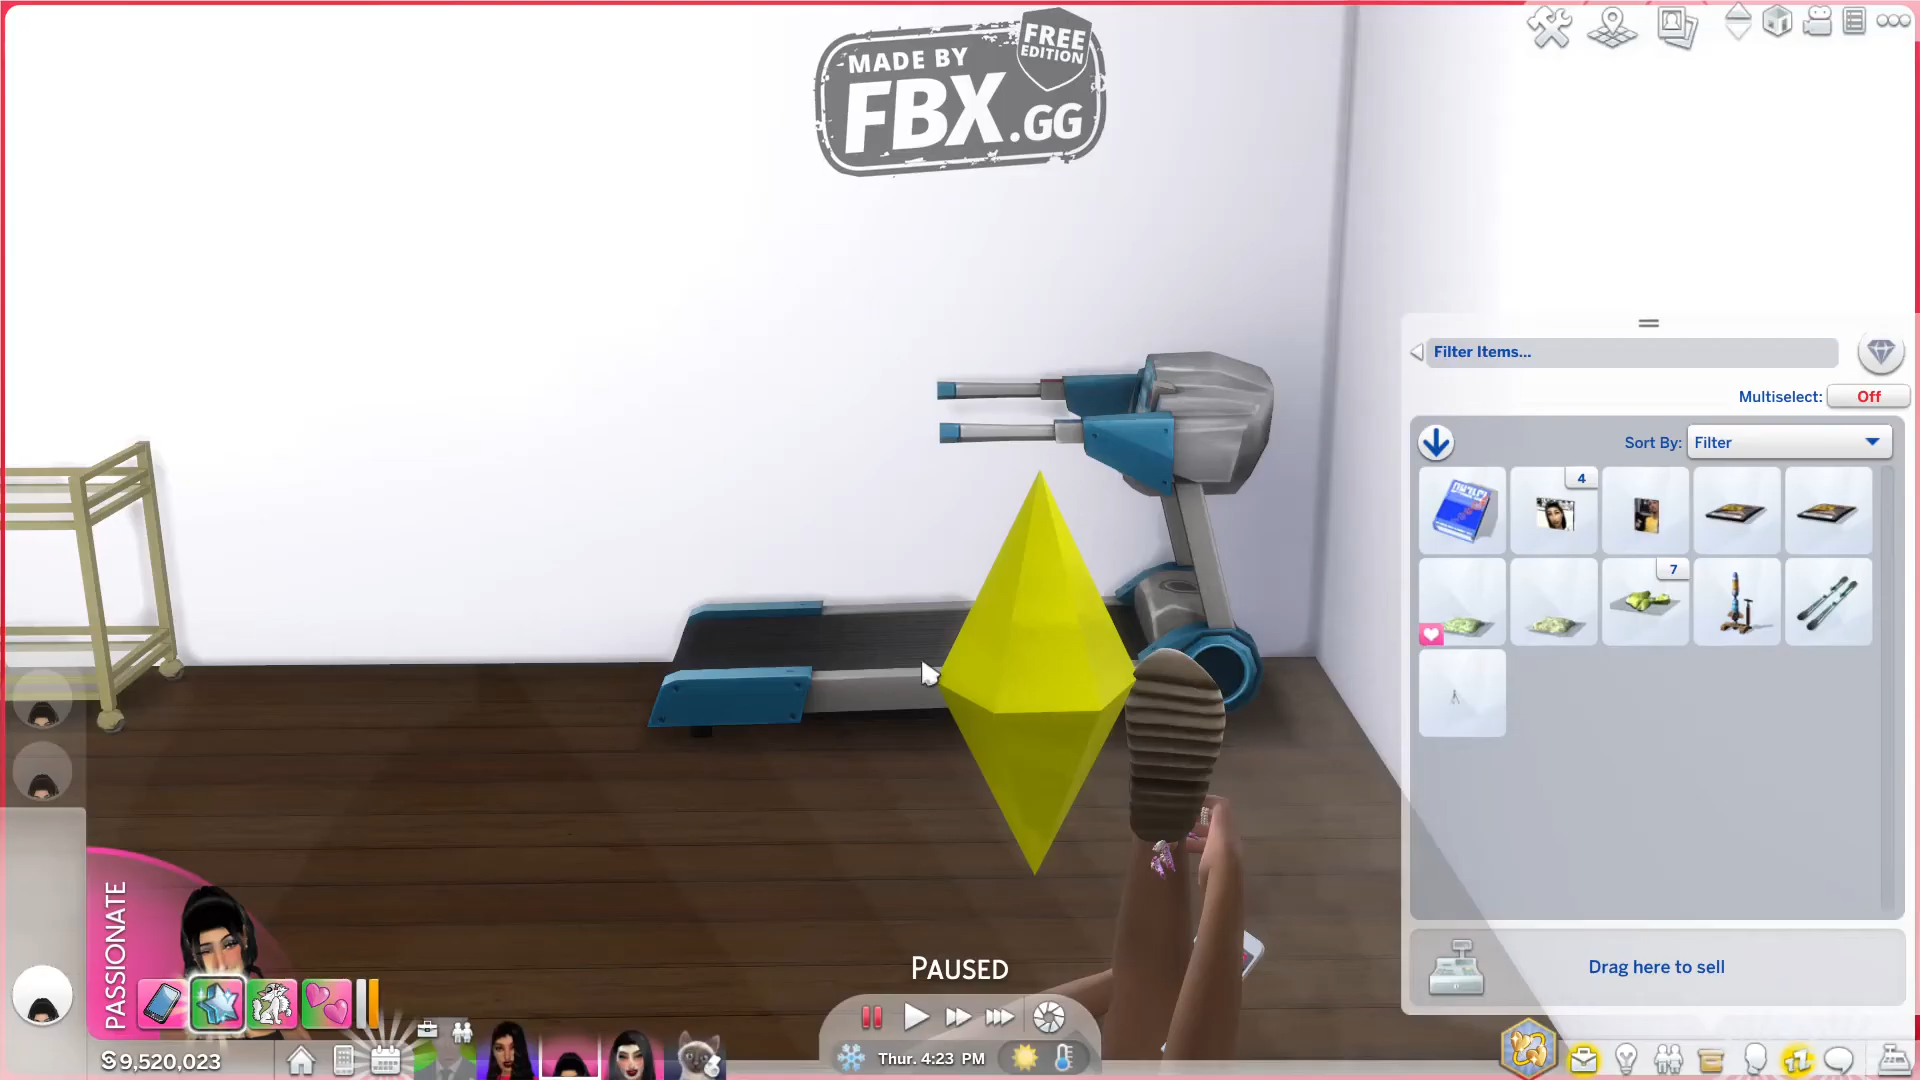 MADE BY
FBX.GG
FREE
EDITION
Filter Items...
Multiselect: Off
Sort By: Filter
4
7
Drag here to sell
PASSIONATE
PAUSED
Thur. 4:23 PM
§9,520,023